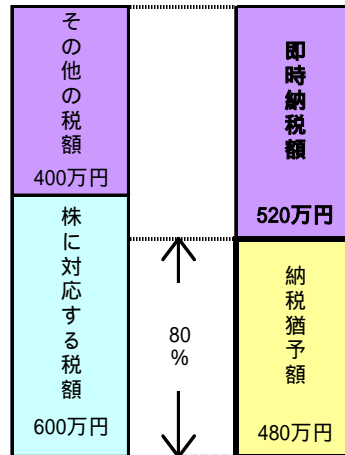 その他の税額
400万円
株に対応する税額
600万円
80
%
即時納税額
520万円
納税猶予額
480万円